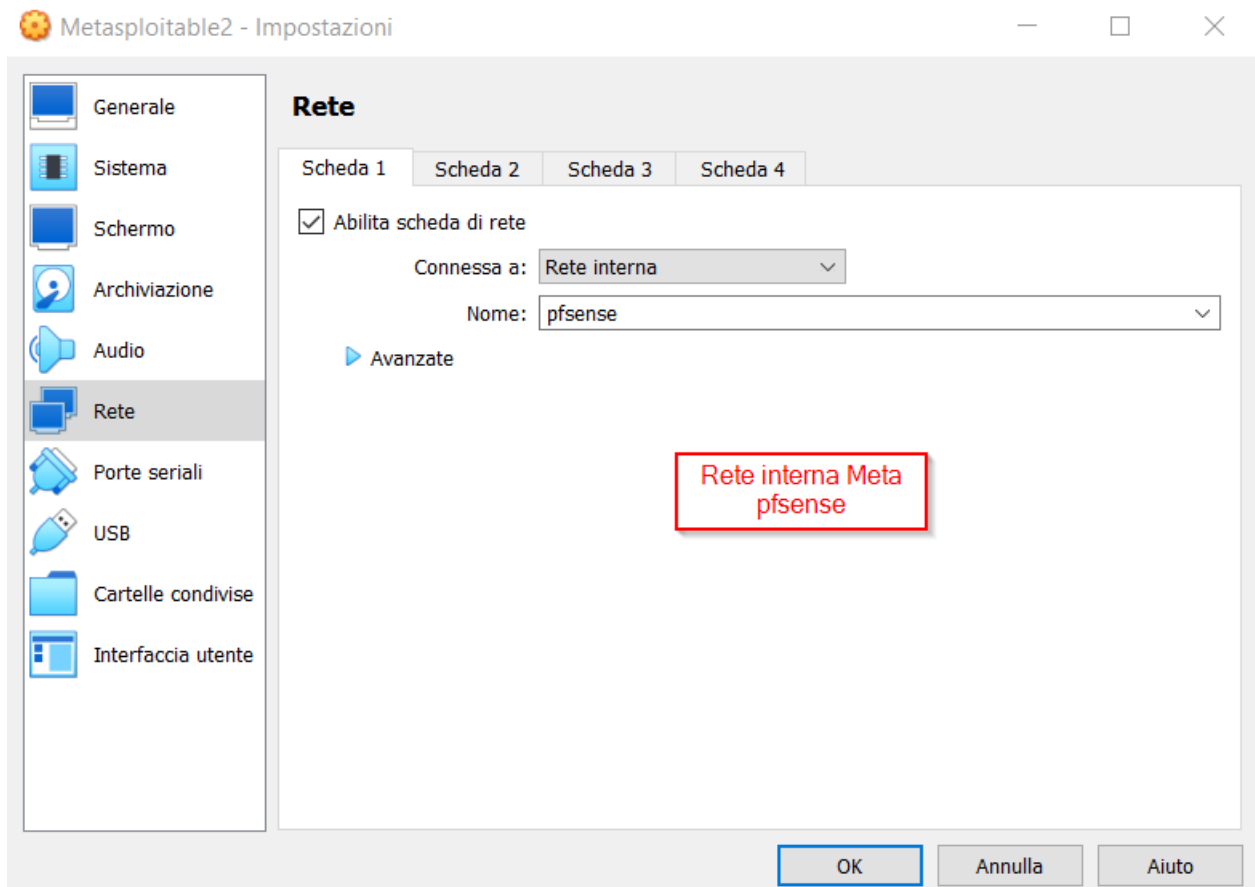 Metasploitable2 - Impostazioni
Generale
Sistema
Schermo
Archiviazione
Audio
Rete
Porte seriali
USB
Cartelle condivise
Interfaccia utente
Rete
Scheda 1 Scheda 2 Scheda 3 Scheda 4
Abilita scheda di rete
Connessa a: Rete interna
Nome: pfsense
Avanzate
Rete interna Meta
pfsense
OK Annulla Aiuto